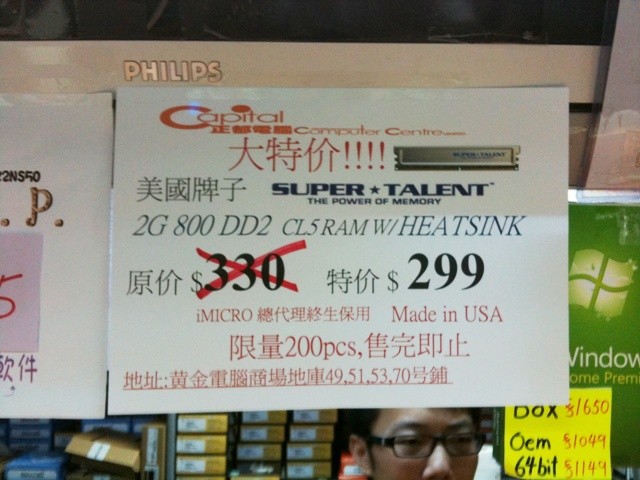 PHILIPS
Capital
正都電腦 Computer Centre
大特价!!!!
美國牌子 SUPER★TALENT™
THE POWER OF MEMORY
2G 800 DD2 CL5 RAM W/ HEATSINK
原价 $330 特价 $ 299
iMICRO 總代理終生保用 Made in USA
限量200pcs,售完即止
地址:黃金電腦商場地庫49,51,53,70号鋪
22NS50
. P.
5
軟件
Window
ome Premi
Box $1650
Oem $1049
64bit $1149